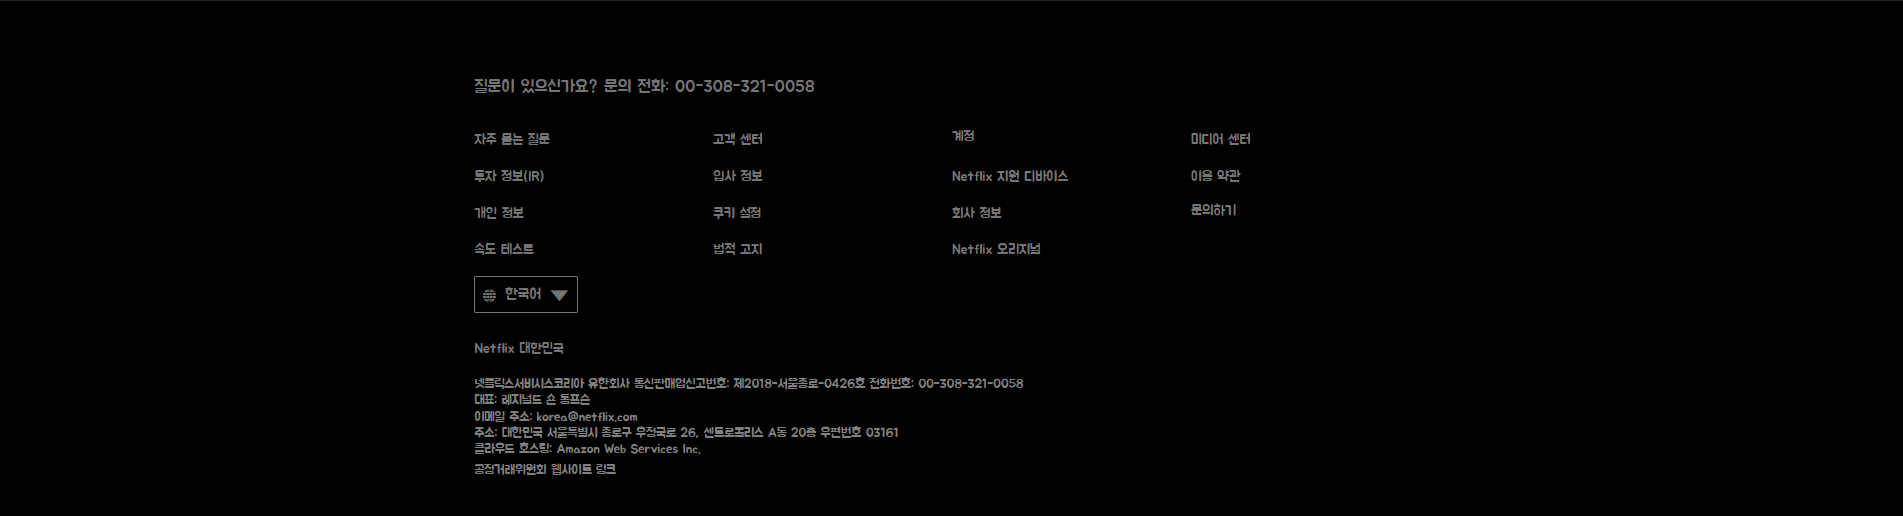 질문이 있으신가요? 문의 전화: 00-308-321-0058
자주 묻는 질문
고객 센터
계정
미디어 센터
투자 정보(IR)
입사 정보
Netflix 지원 디바이스
이용 약관
개인 정보
쿠키 설정
회사 정보
문의하기
속도 테스트
법적 고지
Netflix 오리지널
한국어
Netflix 대한민국
넷플릭스서비시스코리아 유한회사 통신판매업신고번호: 제2018-서울종로-0426호 전화번호: 00-308-321-0058
대표: 레지널드 숀 톰프슨
이메일 주소: korea@netflix.com
주소: 대한민국 서울특별시 종로구 우정국로 26, 센트로폴리스 A동 20층 우편번호 03161
클라우드 호스팅: Amazon Web Services Inc.
공정거래위원회 웹사이트 링크